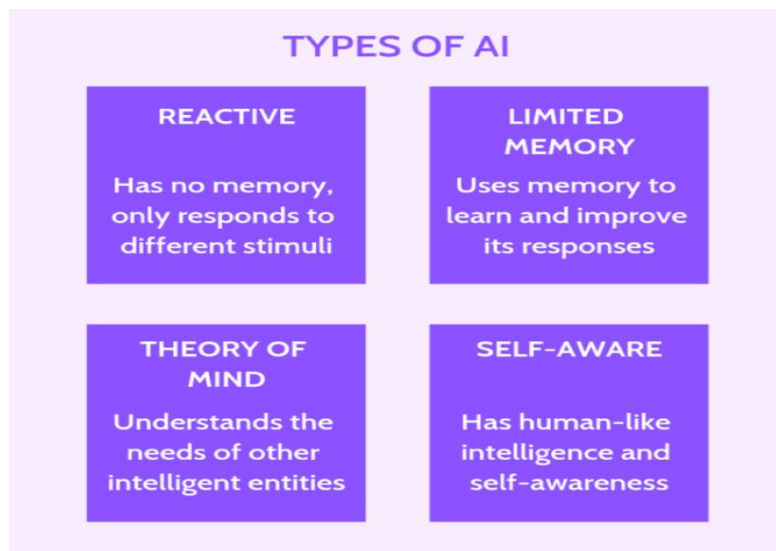 TYPES OF AI
REACTIVE
Has no memory,
only responds to
different stimuli
LIMITED
MEMORY
Uses memory to
learn and improve
its responses
THEORY OF
MIND
Understands the
needs of other
intelligent entities
SELF-AWARE
Has human-like
intelligence and
self-awareness